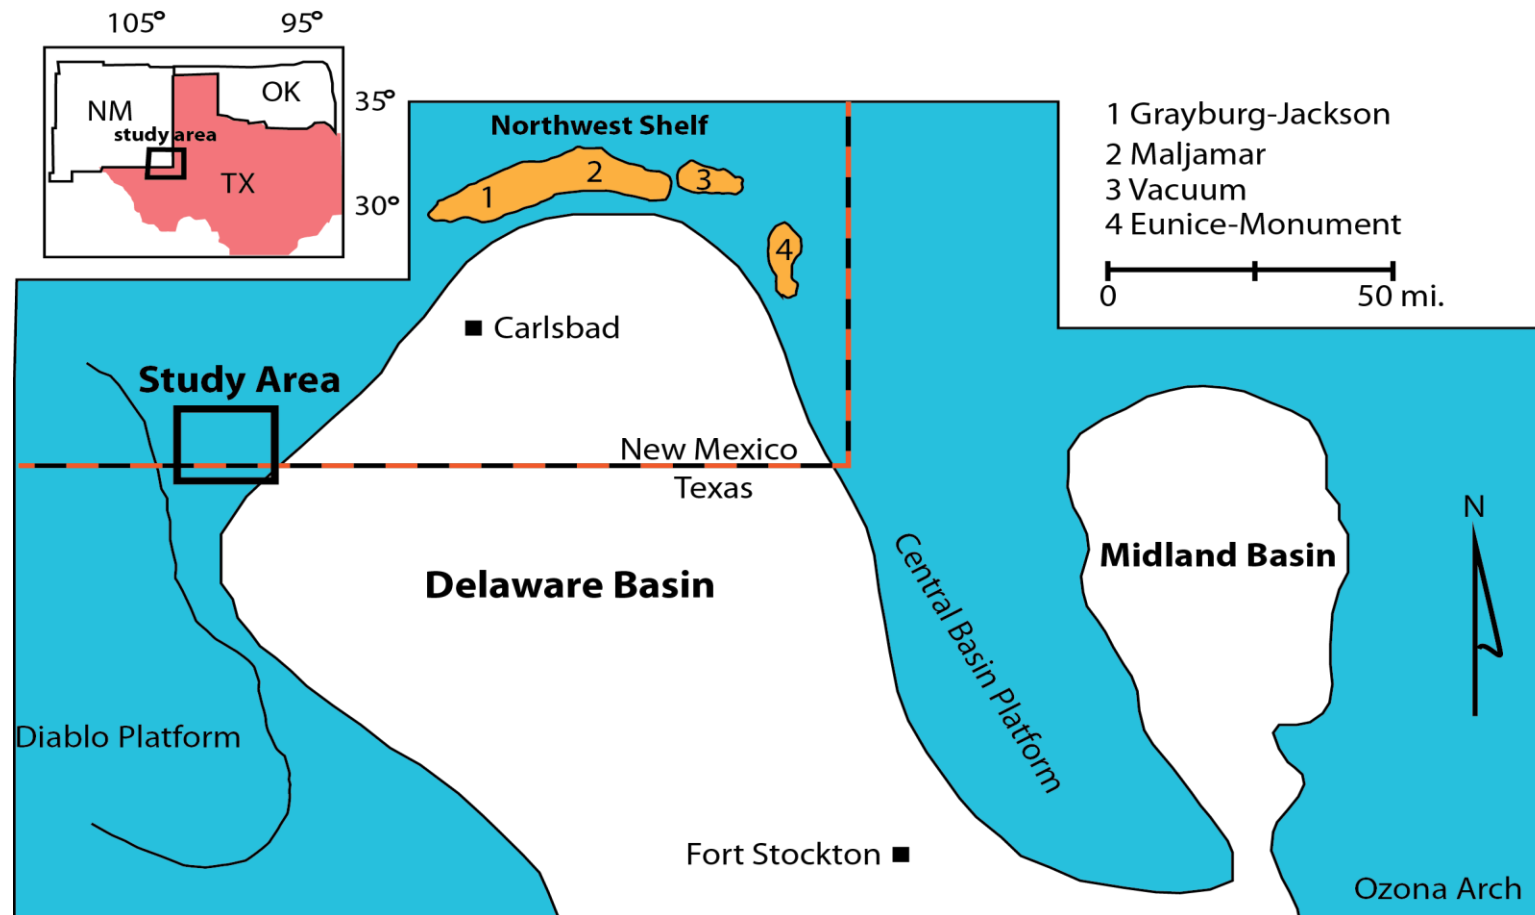 105° 95°
NM
OK
study area
TX
35°
30°
Northwest Shelf
1
2
3
4
1 Grayburg-Jackson
2 Maljamar
3 Vacuum
4 Eunice-Monument
0 50 mi.
Carlsbad
Study Area
New Mexico
Texas
N
Delaware Basin
Central Basin Platform
Midland Basin
Diablo Platform
Fort Stockton
Ozona Arch